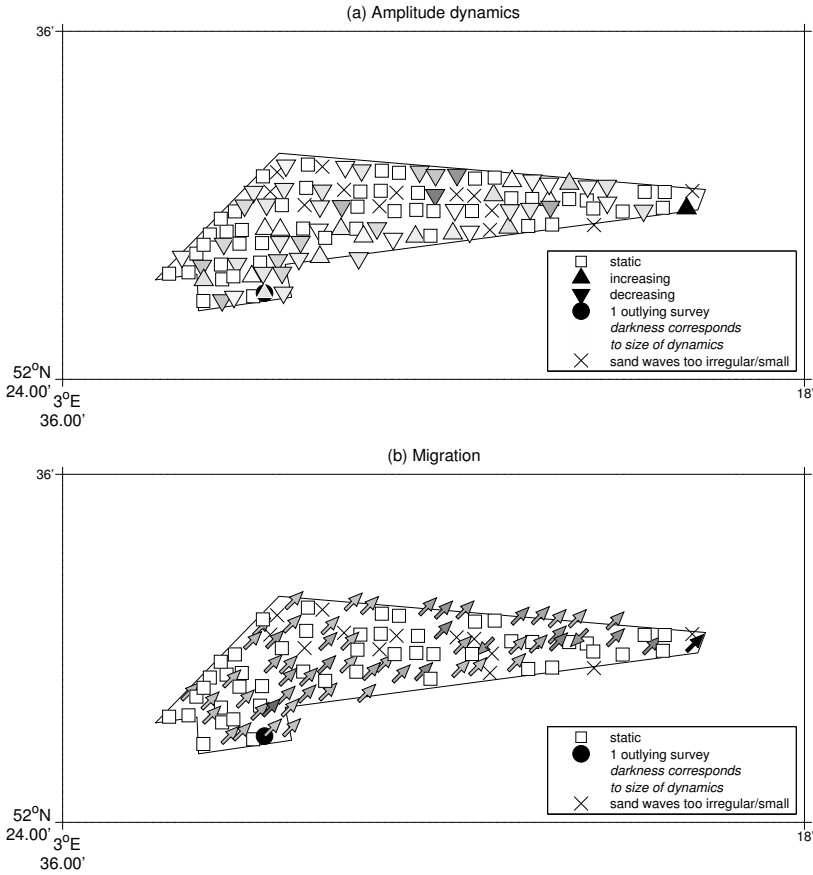 (a) Amplitude dynamics
36'
static
increasing
decreasing
1 outlying survey
darkness corresponds
to size of dynamics
sand waves too irregular/small
52°N
24.00'
3°E
36.00'
18'
(b) Migration
36'
static
1 outlying survey
darkness corresponds
to size of dynamics
sand waves too irregular/small
52°N
24.00'
3°E
36.00'
18'